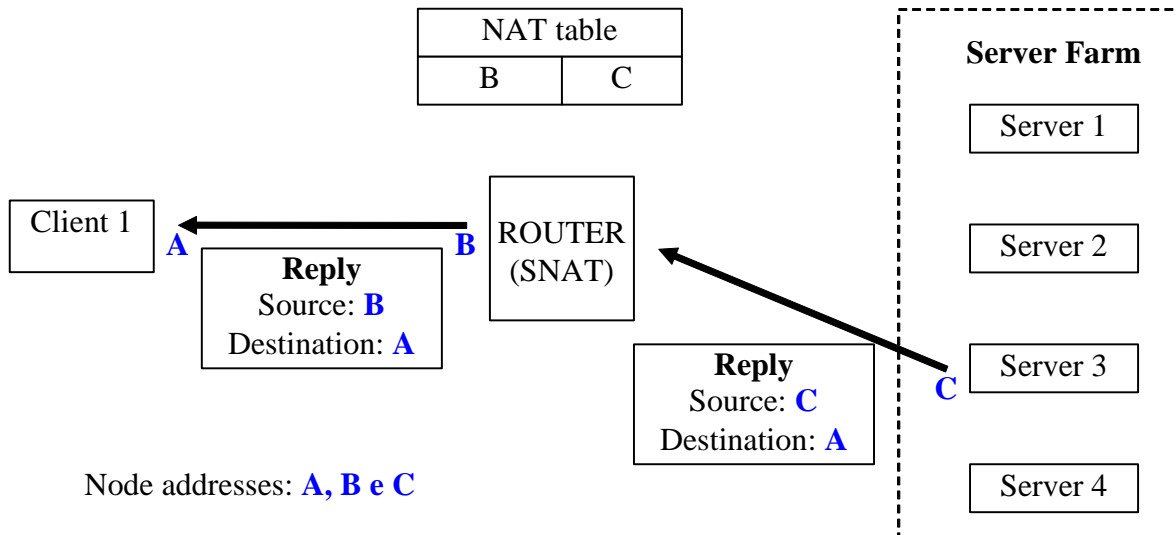 NAT table
B C
Server Farm
Server 1
Client 1
A
B
ROUTER
(SNAT)
Server 2
Reply
Source: B
Destination: A
Reply
Source: C
Destination: A
C
Server 3
Node addresses: A, B e C
Server 4